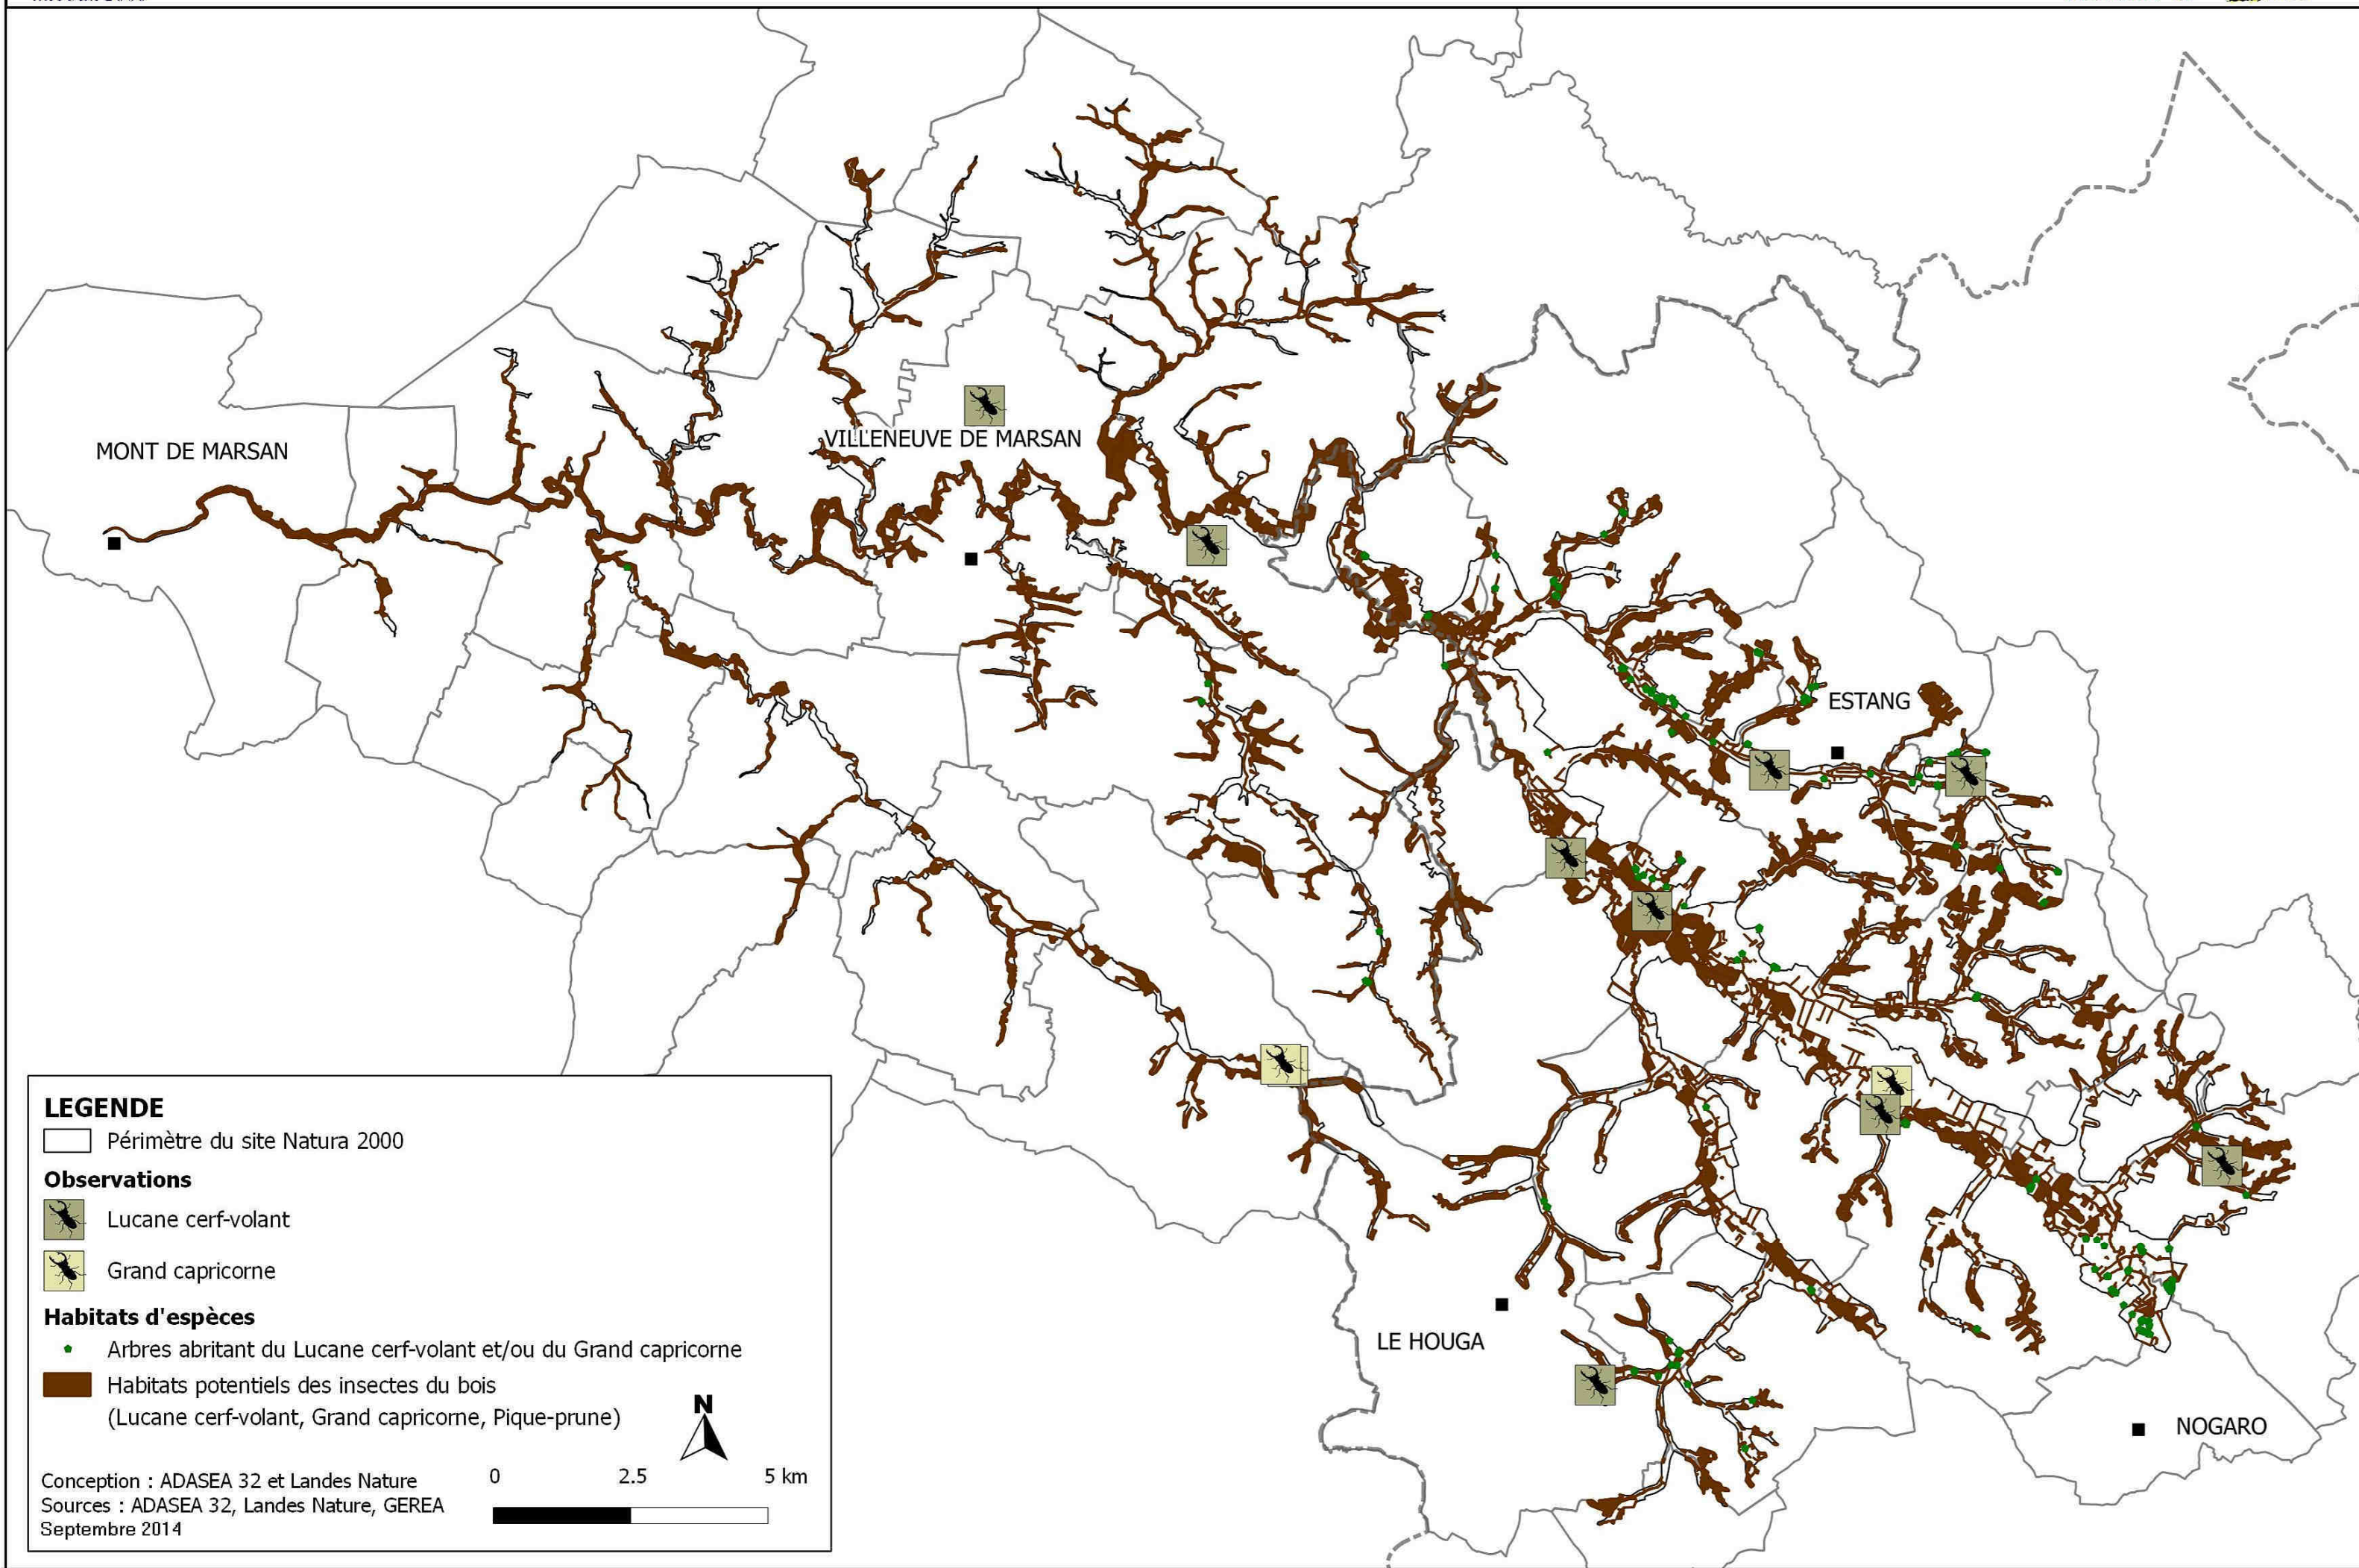 MONT DE MARSAN
VILLENEUVE DE MARSAN
ESTANG
LE HOUGA
NOGARO
LEGENDE
Périmètre du site Natura 2000
Observations
Lucane cerf-volant
Grand capricorne
Habitats d'espèces
Arbres abritant du Lucane cerf-volant et/ou du Grand capricorne
Habitats potentiels des insectes du bois
(Lucane cerf-volant, Grand capricorne, Pique-prune)
N
Conception : ADASEA 32 et Landes Nature
Sources : ADASEA 32, Landes Nature, GEREA
Septembre 2014
0 2.5 5 km